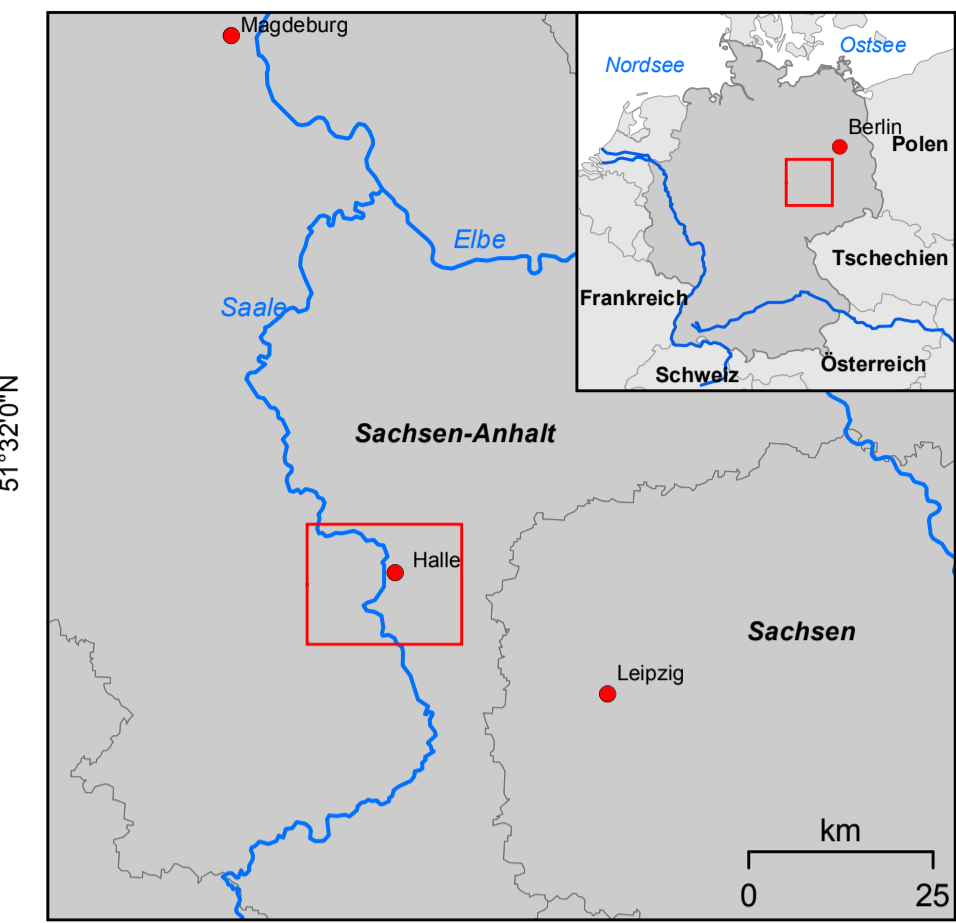 Magdeburg
Nordsee
Ostsee
Berlin
Polen
Elbe
Tschechien
Saale
Frankreich
Österreich
Schweiz
51°32'0"N
Sachsen-Anhalt
Halle
Sachsen
Leipzig
km
0 25